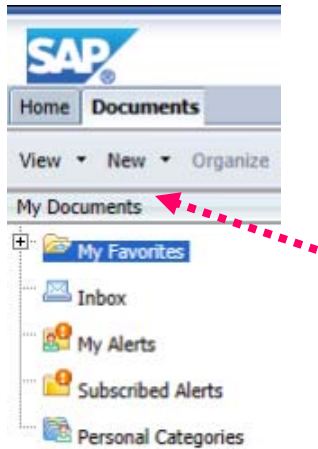 SAP
Home Documents
View New Organize
My Documents
My Favorites
Inbox
My Alerts
Subscribed Alerts
Personal Categories